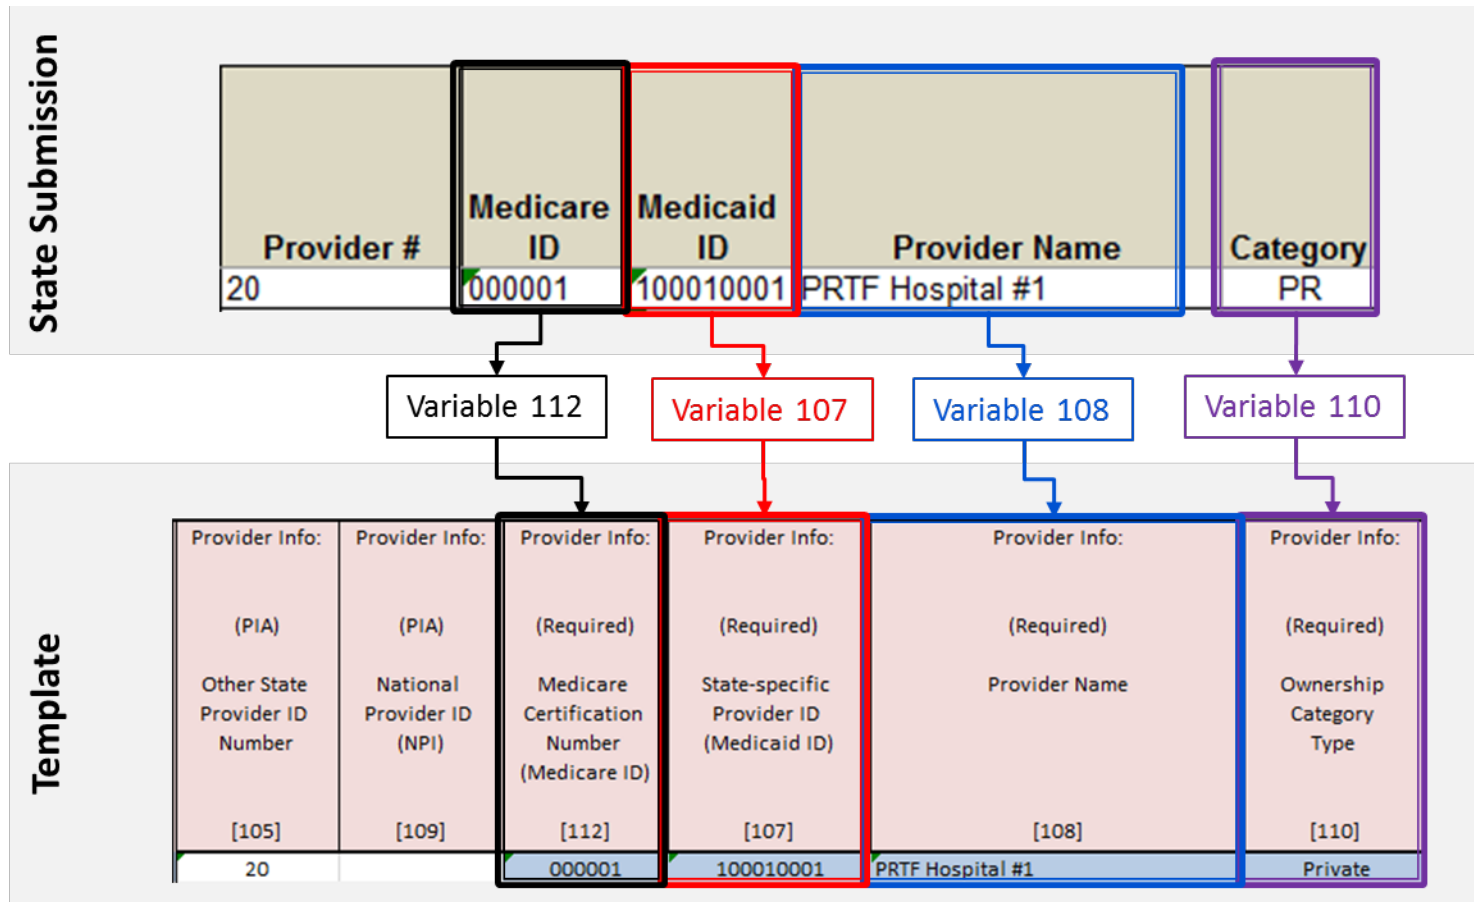 State Submission
Provider #
Medicare
ID
Medicaid
ID
Provider Name
Category
20
000001
100010001
PRTF Hospital #1
PR
Variable 112
Variable 107
Variable 108
Variable 110
Template
Provider Info:
(PIA)
Other State
Provider ID
Number
[105]
Provider Info:
(PIA)
National
Provider ID
(NPI)
[109]
Provider Info:
(Required)
Medicare
Certification
Number
(Medicare ID)
[112]
Provider Info:
(Required)
State-specific
Provider ID
(Medicaid ID)
[107]
Provider Info:
(Required)
Provider Name
[108]
Provider Info:
(Required)
Ownership
Category
Type
[110]
20
000001
100010001
PRTF Hospital #1
Private